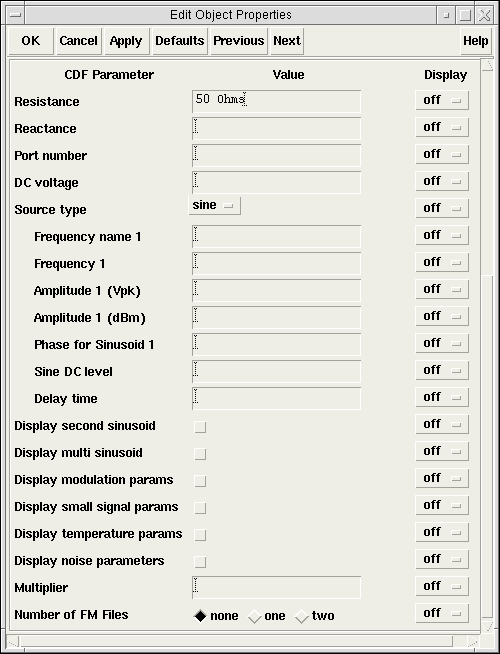 Edit Object Properties
OK Cancel Apply Defaults Previous Next Help
CDF Parameter Value Display
Resistance 50 Ohms off
Reactance off
Port number off
DC voltage off
Source type sine off
Frequency name 1 off
Frequency 1 off
Amplitude 1 (Vpk) off
Amplitude 1 (dBm) off
Phase for Sinusoid 1 off
Sine DC level off
Delay time off
Display second sinusoid off
Display multi sinusoid off
Display modulation params off
Display small signal params off
Display temperature params off
Display noise parameters off
Multiplier off
Number of FM Files none one two off